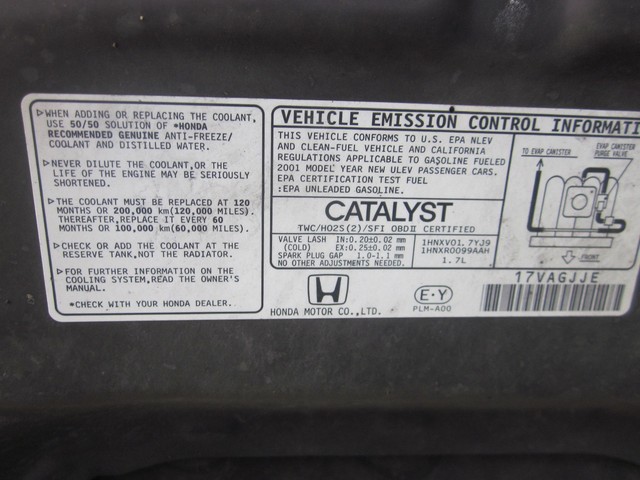 ▷WHEN ADDING OR REPLACING THE COOLANT,
USE 50/50 SOLUTION OF *HONDA
RECOMMENDED GENUINE ANTI-FREEZE/
COOLANT AND DISTILLED WATER.
▷NEVER DILUTE THE COOLANT,OR THE
LIFE OF THE ENGINE MAY BE SERIOUSLY
SHORTENED.
▷THE COOLANT MUST BE REPLACED AT 120
MONTHS OR 200,000 km(120,000 MILES).
THEREAFTER,REPLACE IT EVERY 60
MONTHS OR 100,000 km(60,000 MILES).
▷CHECK OR ADD THE COOLANT AT THE
RESERVE TANK,NOT THE RADIATOR.
▷FOR FURTHER INFORMATION ON THE
COOLING SYSTEM,READ THE OWNER'S
MANUAL.
*CHECK WITH YOUR HONDA DEALER.
VEHICLE EMISSION CONTROL INFORMATI
THIS VEHICLE CONFORMS TO U.S. EPA NLEV
AND CLEAN-FUEL VEHICLE AND CALIFORNIA
REGULATIONS APPLICABLE TO GASOLINE FUELED
2001 MODEL YEAR NEW ULEV PASSENGER CARS.
EPA CERTIFICATION TEST FUEL
:EPA UNLEADED GASOLINE.
CATALYST
TWC/HO2S(2)/SFI OBDⅡ CERTIFIED
VALVE LASH IN:0.20±0.02 mm
(COLD) EX:0.25±0.02 mm
SPARK PLUG GAP 1.0-1.1 mm
NO OTHER ADJUSTMENTS NEEDED.
1HNXV01.7YJ9
1HNXR0099AAH
1.7L
TO EVAP CANISTER
EVAP CANISTER
PURGE VALVE
FRONT
HONDA MOTOR CO.,LTD.
E·Y
PLM-A00
17VAGJJE